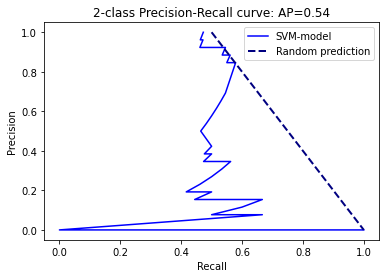 2-class Precision-Recall curve: AP=0.54
SVM-model
Random prediction
Precision
1.0
0.8
0.6
0.4
0.2
0.0
0.0 0.2 0.4 0.6 0.8 1.0
Recall